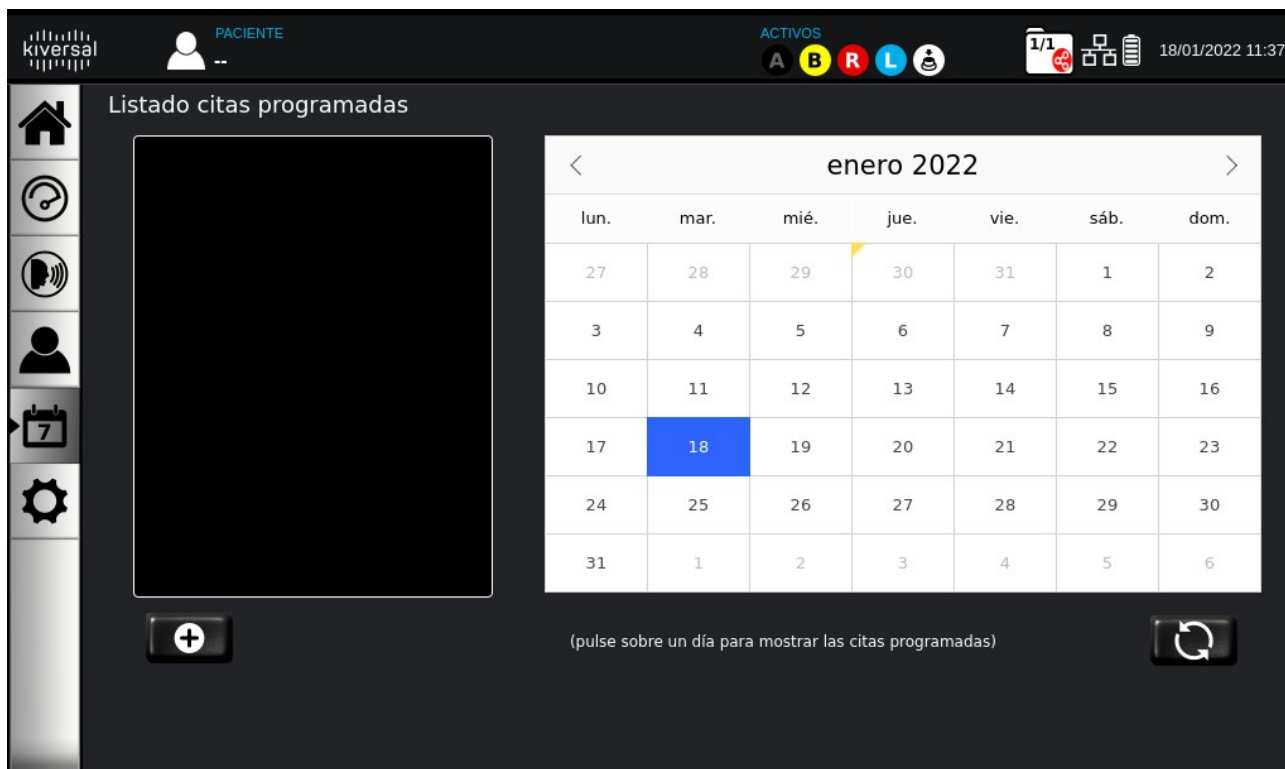 kiversal
PACIENTE
--
ACTIVOS
A B R L
1/1
18/01/2022 11:37
Listado citas programadas
7
enero 2022
lun. mar. mié. jue. vie. sáb. dom.
27 28 29 30 31 1 2
3 4 5 6 7 8 9
10 11 12 13 14 15 16
17 18 19 20 21 22 23
24 25 26 27 28 29 30
31 1 2 3 4 5 6
(pulse sobre un día para mostrar las citas programadas)